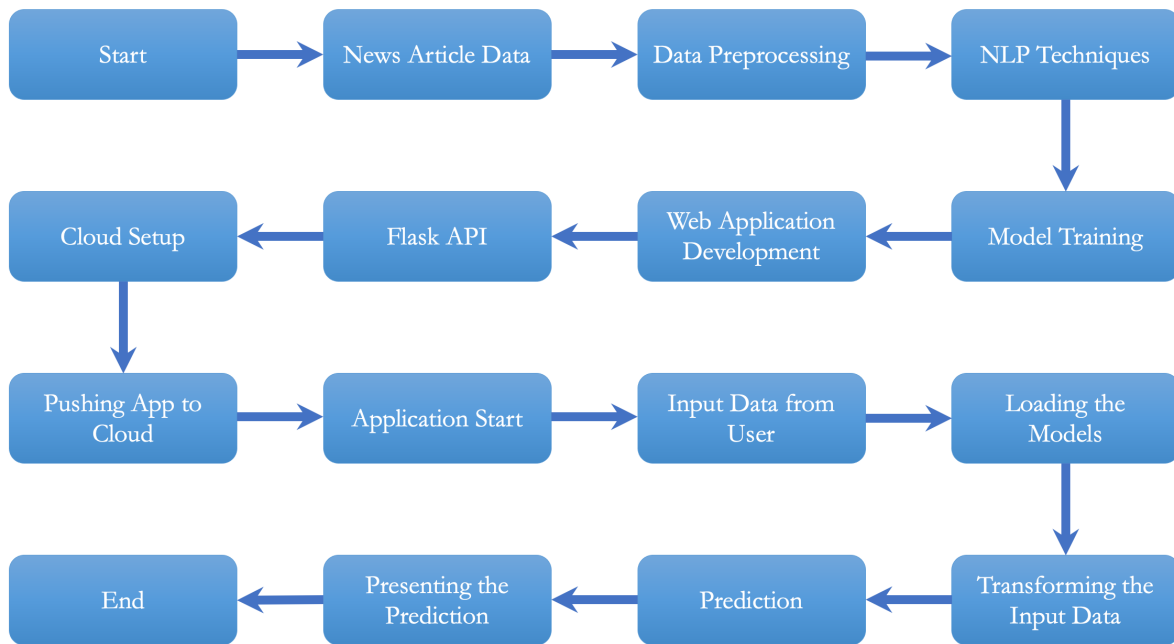 Start
News Article Data
Data Preprocessing
NLP Techniques
Cloud Setup
Flask API
Web Application
Development
Model Training
Pushing App to
Cloud
Application Start
Input Data from
User
Loading the
Models
End
Presenting the
Prediction
Prediction
Transforming the
Input Data